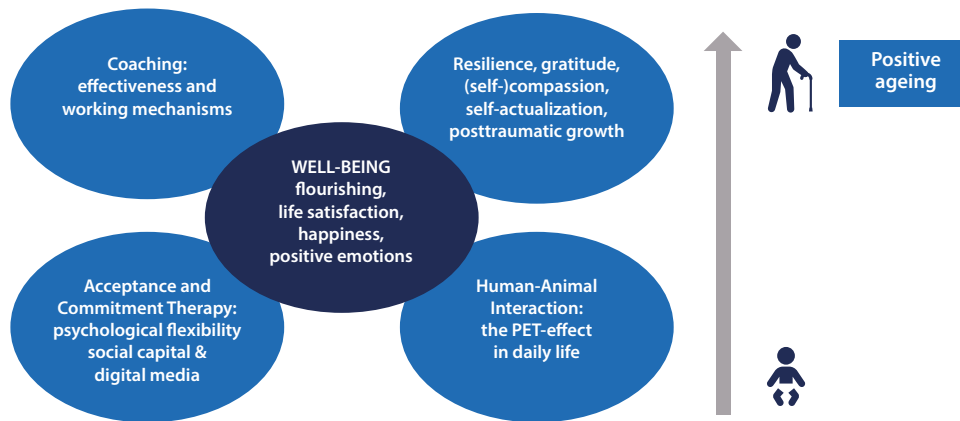 Coaching:
effectiveness and
working mechanisms
Resilience, gratitude,
(self-)compassion,
self-actualization,
posttraumatic growth
WELL-BEING
flourishing,
life satisfaction,
happiness,
positive emotions
Acceptance and
Commitment Therapy:
psychological flexibility
social capital &
digital media
Human-Animal
Interaction:
the PET-effect
in daily life
Positive
ageing